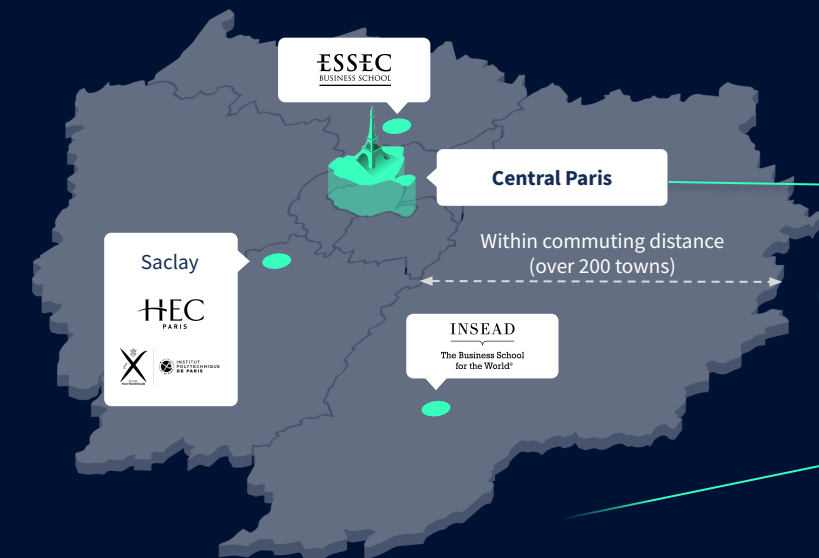 ESSEC
BUSINESS SCHOOL
Central Paris
Within commuting distance
(over 200 towns)
Saclay
HEC
PARIS
INSTITUT
POLYTECHNIQUE
DE PARIS
INSEAD
The Business School
for the World®